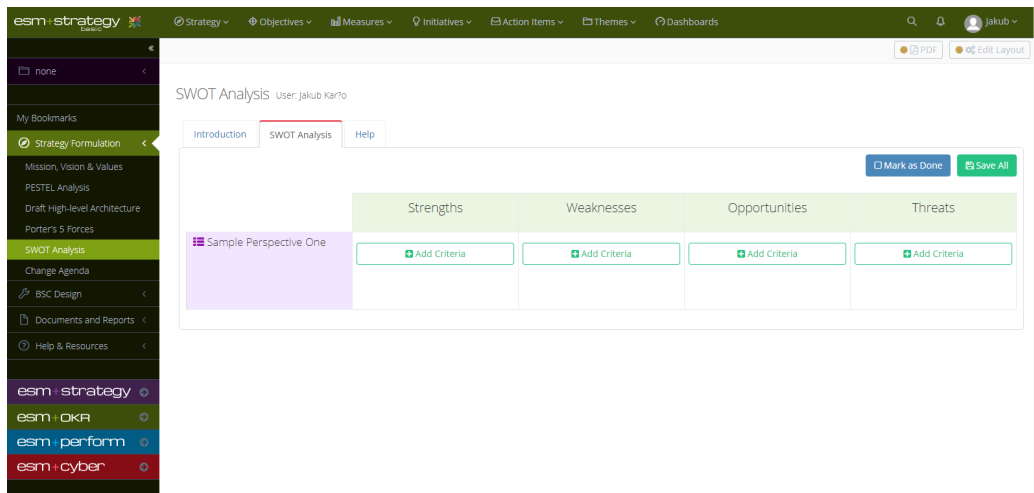 esm+strategy
basic
Strategy Objectives Measures Initiatives Action Items Themes Dashboards Jakub
PDF Edit Layout
none
SWOT Analysis User: Jakub Kar?o
My Bookmarks
Introduction SWOT Analysis Help
Strategy Formulation
Mark as Done Save All
Mission, Vision & Values
PESTEL Analysis
Draft High-level Architecture
Strengths Weaknesses Opportunities Threats
Porter's 5 Forces
Sample Perspective One
SWOT Analysis
Add Criteria Add Criteria Add Criteria Add Criteria
Change Agenda
BSC Design
Documents and Reports
Help & Resources
esm+strategy
esm+OKR
esm+perform
esm+cyber